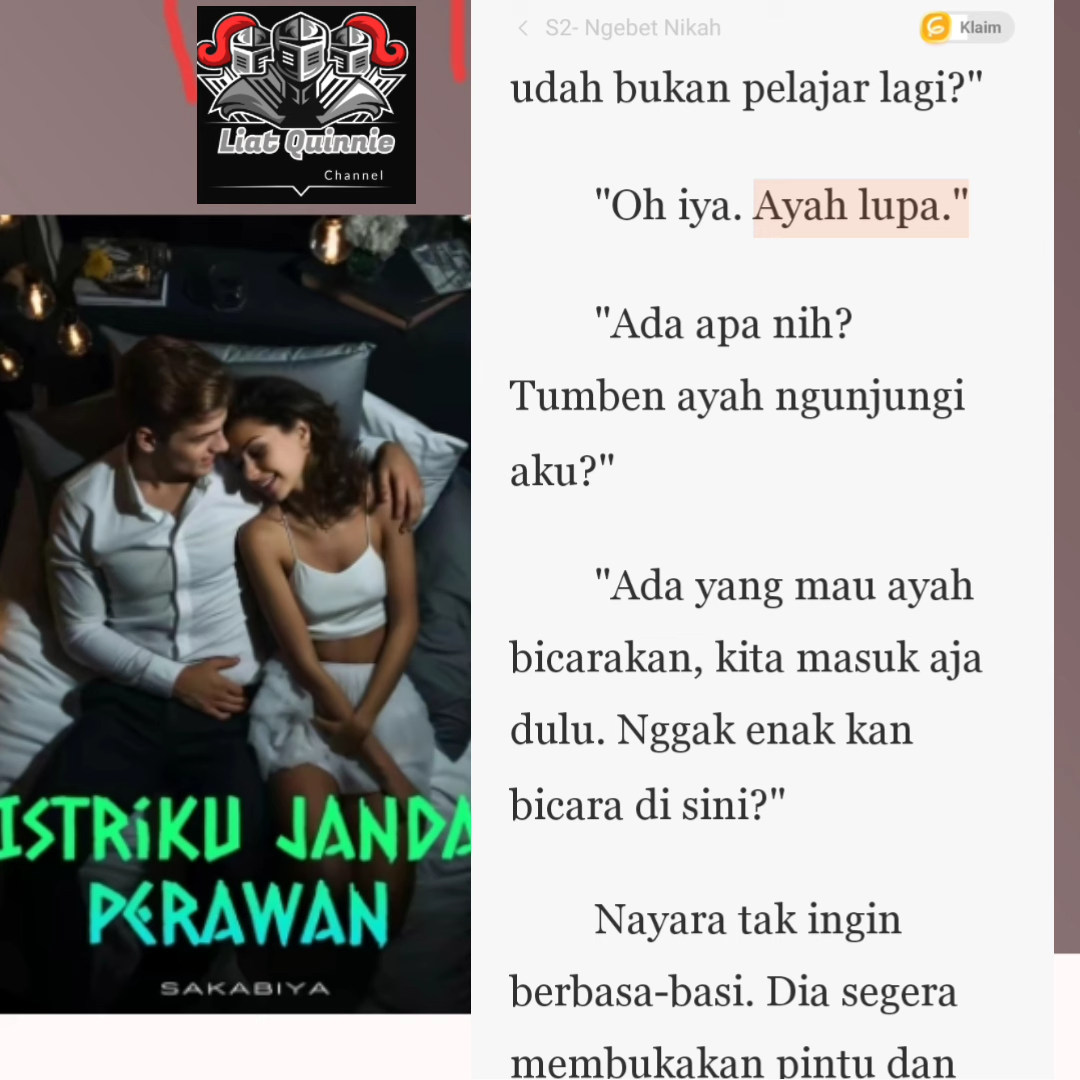 Liat Quinnie
Channel
ISTRIKU JANDA
PERAWAN
SAKABIYA
S2- Ngebet Nikah
Klaim
udah bukan pelajar lagi?"
"Oh iya. Ayah lupa."
"Ada apa nih?
Tumben ayah ngunjungi
aku?"
"Ada yang mau ayah
bicarakan, kita masuk aja
dulu. Nggak enak kan
bicara di sini?"
Nayara tak ingin
berbasa-basi. Dia segera
membukakan pintu dan